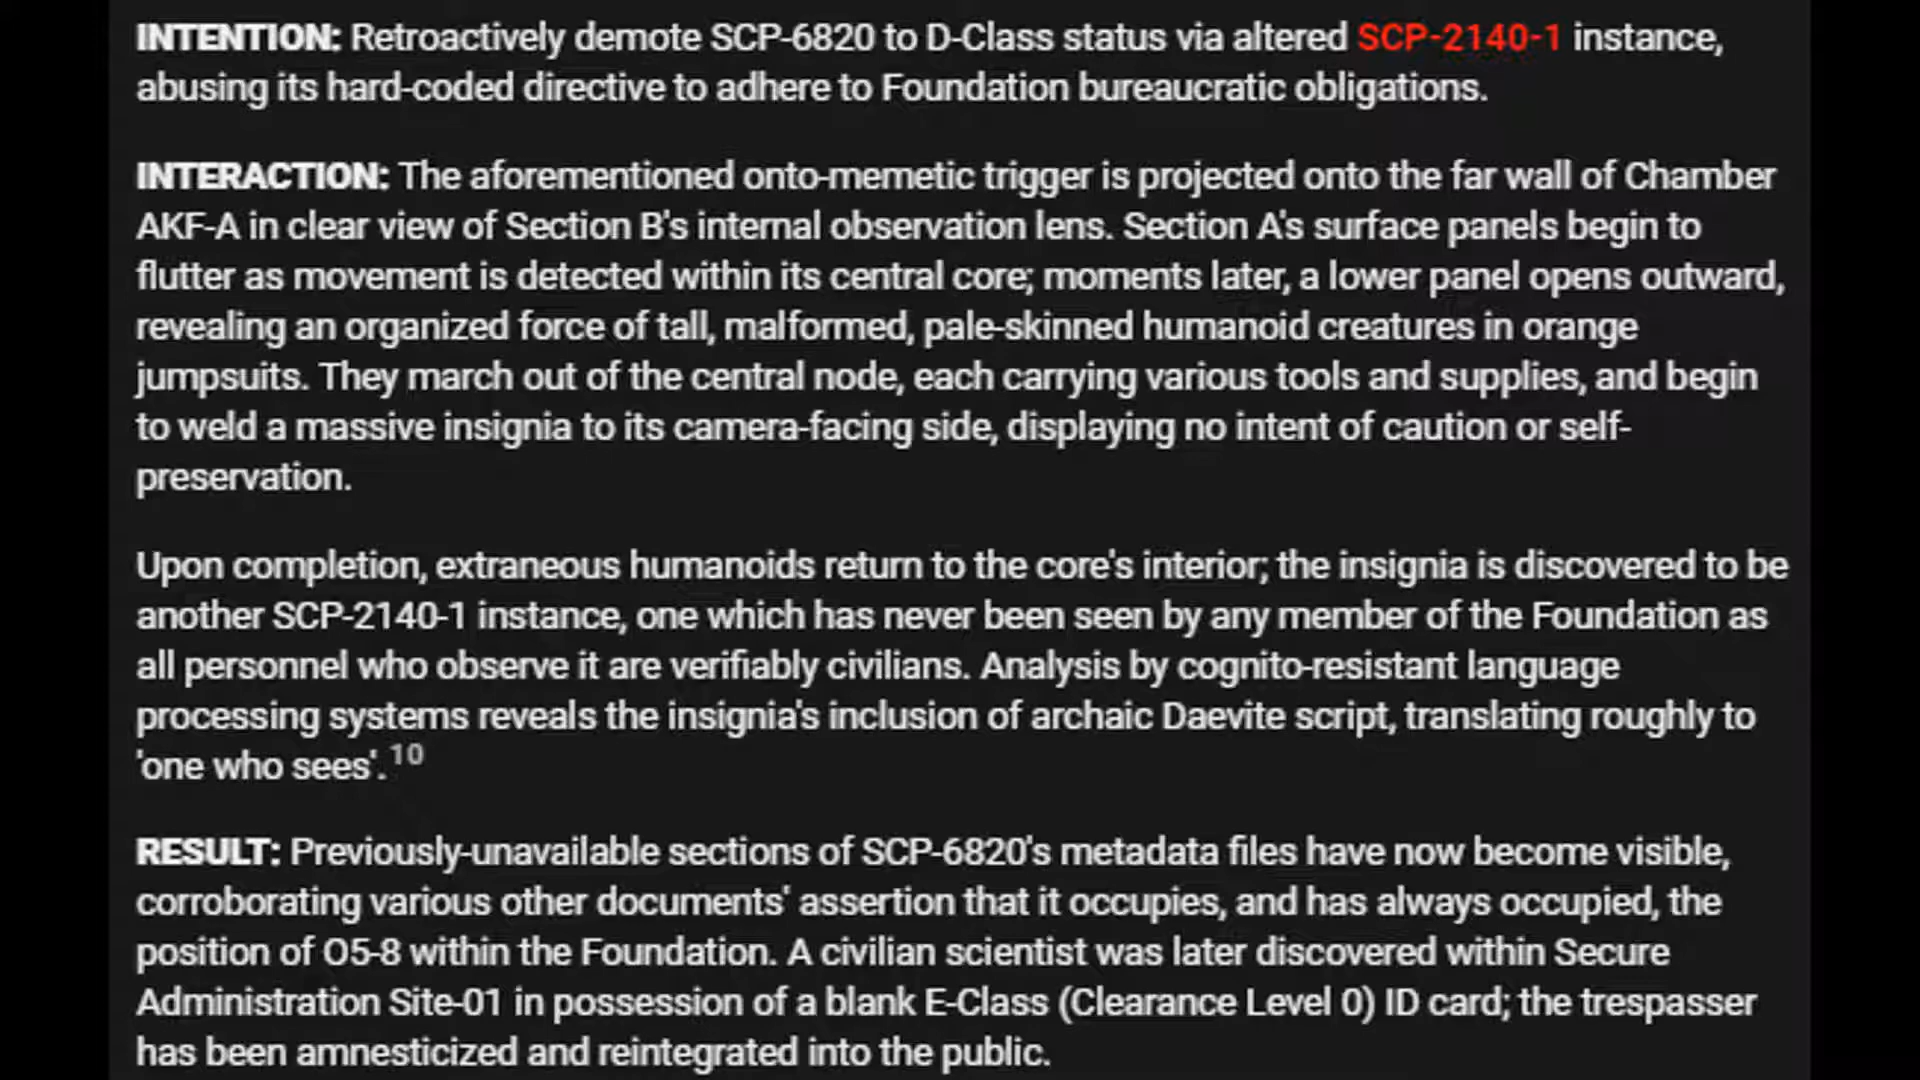 INTENTION: Retroactively demote SCP-6820 to D-Class status via altered SCP-2140-1 instance,
abusing its hard-coded directive to adhere to Foundation bureaucratic obligations.
INTERACTION: The aforementioned onto-memetic trigger is projected onto the far wall of Chamber
AKF-A in clear view of Section B's internal observation lens. Section A's surface panels begin to
flutter as movement is detected within its central core; moments later, a lower panel opens outward,
revealing an organized force of tall, malformed, pale-skinned humanoid creatures in orange
jumpsuits. They march out of the central node, each carrying various tools and supplies, and begin
to weld a massive insignia to its camera-facing side, displaying no intent of caution or self-
preservation.
Upon completion, extraneous humanoids return to the core's interior; the insignia is discovered to be
another SCP-2140-1 instance, one which has never been seen by any member of the Foundation as
all personnel who observe it are verifiably civilians. Analysis by cognito-resistant language
processing systems reveals the insignia's inclusion of archaic Daevite script, translating roughly to
'one who sees'.10
RESULT: Previously-unavailable sections of SCP-6820's metadata files have now become visible,
corroborating various other documents' assertion that it occupies, and has always occupied, the
position of O5-8 within the Foundation. A civilian scientist was later discovered within Secure
Administration Site-01 in possession of a blank E-Class (Clearance Level 0) ID card; the trespasser
has been amnesticized and reintegrated into the public.